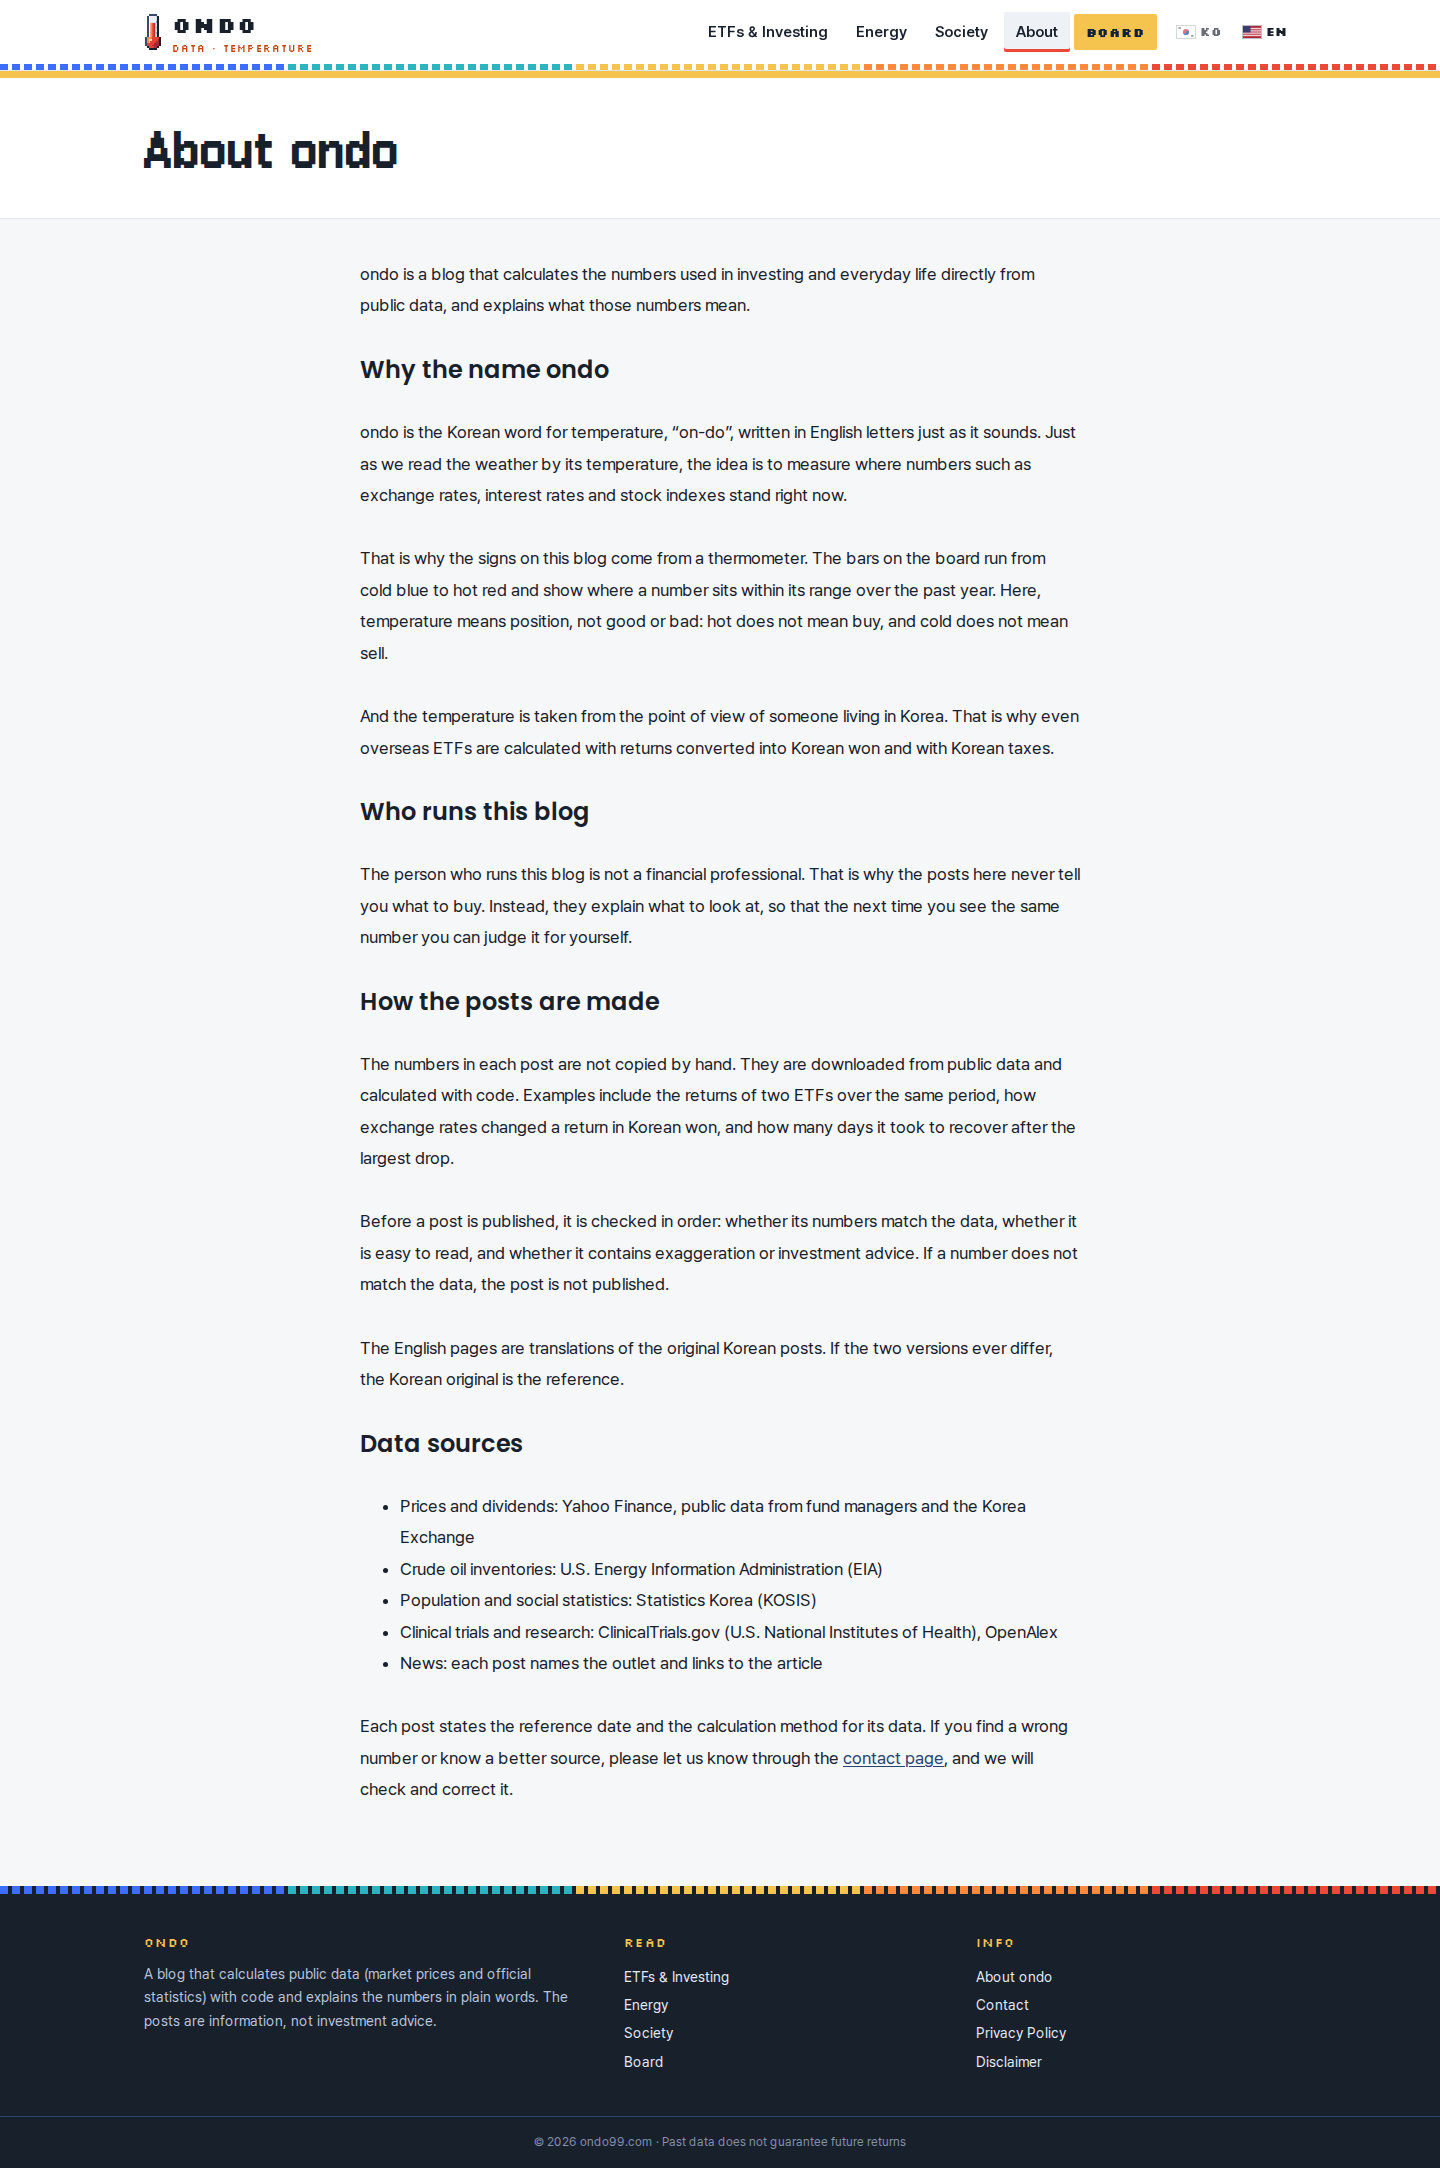 ONDO
DATA · TEMPERATURE
ETFs & Investing
Energy
Society
About
BOARD
KO
EN
About ondo
ondo is a blog that calculates the numbers used in investing and everyday life directly from
public data, and explains what those numbers mean.
Why the name ondo
ondo is the Korean word for temperature, “on-do”, written in English letters just as it sounds. Just
as we read the weather by its temperature, the idea is to measure where numbers such as
exchange rates, interest rates and stock indexes stand right now.
That is why the signs on this blog come from a thermometer. The bars on the board run from
cold blue to hot red and show where a number sits within its range over the past year. Here,
temperature means position, not good or bad: hot does not mean buy, and cold does not mean
sell.
And the temperature is taken from the point of view of someone living in Korea. That is why even
overseas ETFs are calculated with returns converted into Korean won and with Korean taxes.
Who runs this blog
The person who runs this blog is not a financial professional. That is why the posts here never tell
you what to buy. Instead, they explain what to look at, so that the next time you see the same
number you can judge it for yourself.
How the posts are made
The numbers in each post are not copied by hand. They are downloaded from public data and
calculated with code. Examples include the returns of two ETFs over the same period, how
exchange rates changed a return in Korean won, and how many days it took to recover after the
largest drop.
Before a post is published, it is checked in order: whether its numbers match the data, whether it
is easy to read, and whether it contains exaggeration or investment advice. If a number does not
match the data, the post is not published.
The English pages are translations of the original Korean posts. If the two versions ever differ,
the Korean original is the reference.
Data sources
• Prices and dividends: Yahoo Finance, public data from fund managers and the Korea
Exchange
• Crude oil inventories: U.S. Energy Information Administration (EIA)
• Population and social statistics: Statistics Korea (KOSIS)
• Clinical trials and research: ClinicalTrials.gov (U.S. National Institutes of Health), OpenAlex
• News: each post names the outlet and links to the article
Each post states the reference date and the calculation method for its data. If you find a wrong
number or know a better source, please let us know through the contact page, and we will
check and correct it.
ONDO
A blog that calculates public data (market prices and official
statistics) with code and explains the numbers in plain words. The
posts are information, not investment advice.
READ
ETFs & Investing
Energy
Society
Board
INFO
About ondo
Contact
Privacy Policy
Disclaimer
© 2026 ondo99.com · Past data does not guarantee future returns